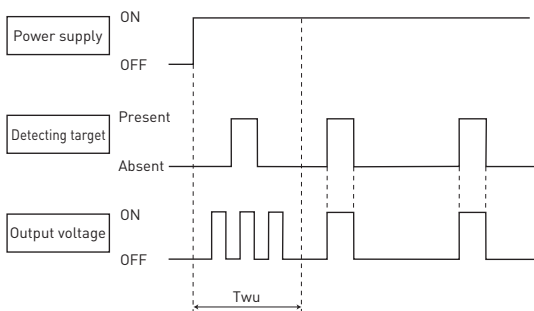 ON
Power supply
OFF
Present
Detecting target
Absent
ON
Output voltage
OFF
Twu